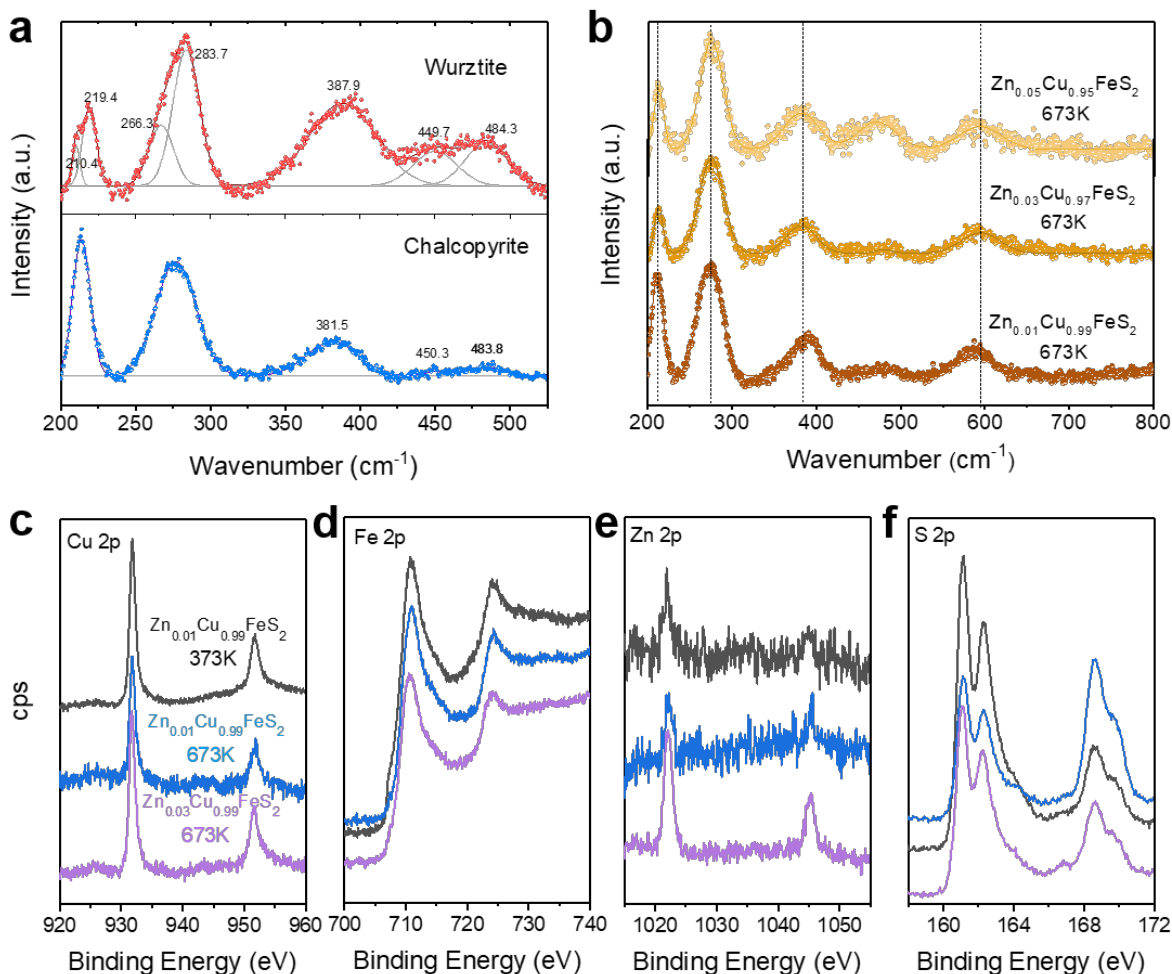 a
Wurztite
210.4
219.4
266.3
283.7
387.9
449.7
484.3
Chalcopyrite
381.5
450.3
483.8
Intensity (a.u.)
200 250 300 350 400 450 500
Wavenumber (cm⁻¹)
b
Zn₀.₀₅Cu₀.₉₅FeS₂
673K
Zn₀.₀₃Cu₀.₉₇FeS₂
673K
Zn₀.₀₁Cu₀.₉₉FeS₂
673K
Intensity (a.u.)
200 300 400 500 600 700 800
Wavenumber (cm⁻¹)
c
Cu 2p
Zn₀.₀₁Cu₀.₉₉FeS₂
373K
Zn₀.₀₁Cu₀.₉₉FeS₂
673K
Zn₀.₀₃Cu₀.₉₉FeS₂
673K
cps
920 930 940 950 960
Binding Energy (eV)
d
Fe 2p
700 710 720 730 740
Binding Energy (eV)
e
Zn 2p
1020 1030 1040 1050
Binding Energy (eV)
f
S 2p
160 164 168 172
Binding Energy (eV)